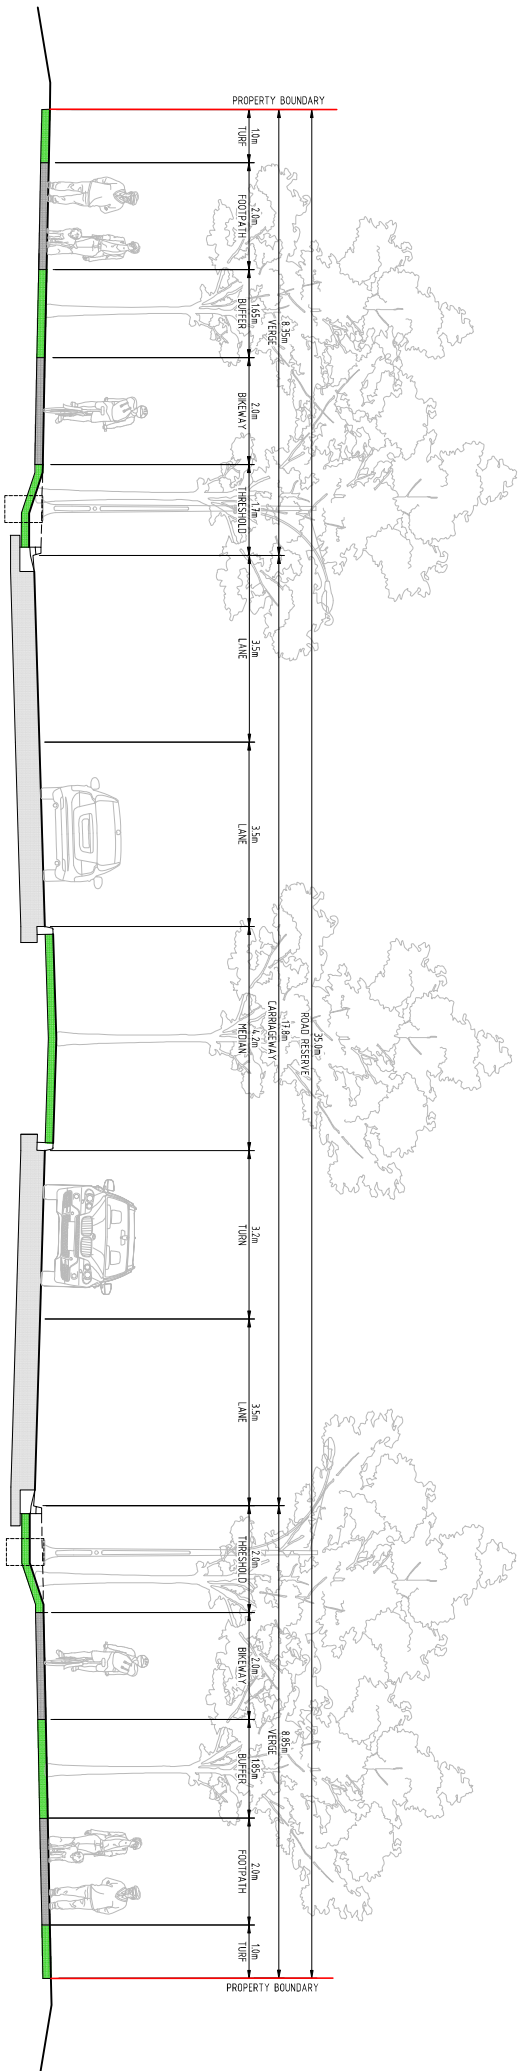 PROPERTY BOUNDARY
1.0m
TURF
2.0m
FOOTPATH
1.65m
BUFFER
2.0m
BIKEWAY
1.7m
THRESHOLD
8.35m
VERGE
3.5m
LANE
3.5m
LANE
4.2m
MEDIAN
17.8m
CARRIAGEWAY
35.0m
ROAD RESERVE
3.2m
TURN
3.5m
LANE
2.0m
THRESHOLD
2.0m
BIKEWAY
1.85m
BUFFER
8.85m
VERGE
2.0m
FOOTPATH
1.0m
TURF
PROPERTY BOUNDARY